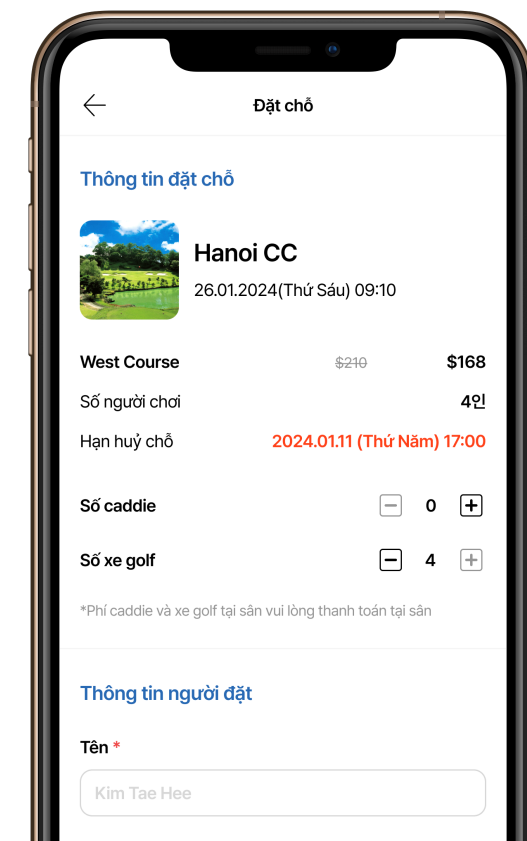 Đặt chỗ
Thông tin đặt chỗ
Hanoi CC
26.01.2024(Thứ Sáu) 09:10
West Course $210 $168
Số người chơi 4인
Hạn huỷ chỗ 2024.01.11 (Thứ Năm) 17:00
Số caddie 0
Số xe golf 4
*Phí caddie và xe golf tại sân vui lòng thanh toán tại sân
Thông tin người đặt
Tên *
Kim Tae Hee